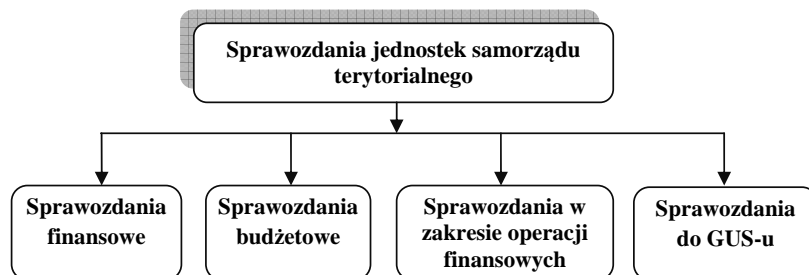 Sprawozdania jednostek samorządu
terytorialnego
Sprawozdania
finansowe
Sprawozdania
budżetowe
Sprawozdania w
zakresie operacji
finansowych
Sprawozdania
do GUS-u